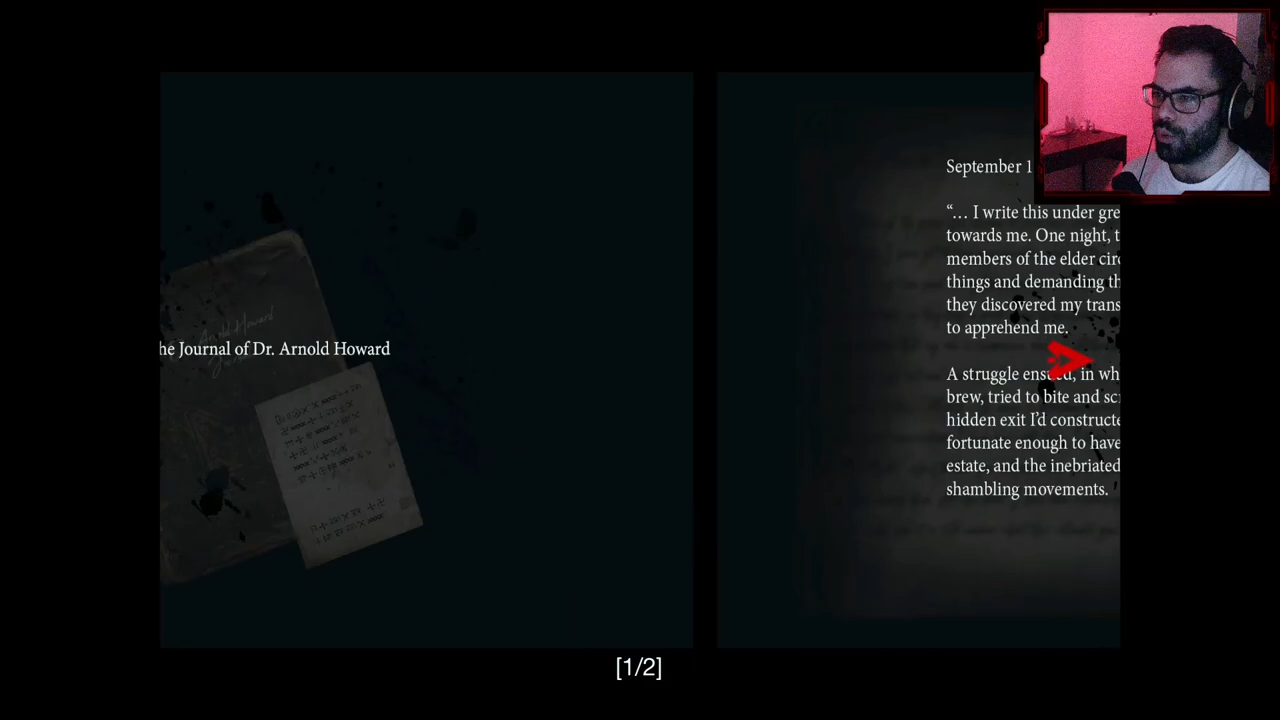 he Journal of Dr. Arnold Howard
September 1
“… I write this under gre
towards me. One night, t
members of the elder circ
things and demanding th
they discovered my trans
to apprehend me.
A struggle ensued, in wh
brew, tried to bite and scr
hidden exit I’d constructe
fortunate enough to have
estate, and the inebriated
shambling movements.
[1/2]